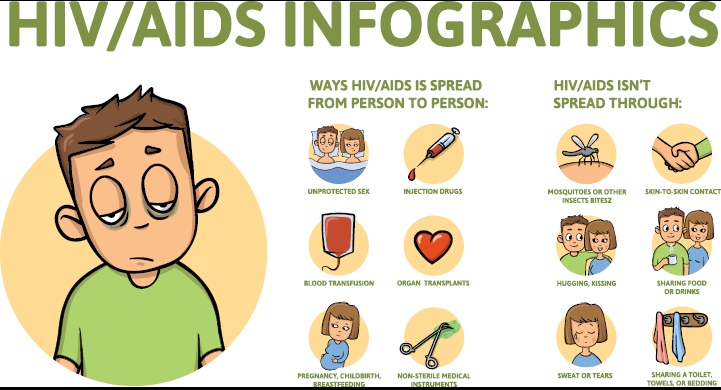 HIV/AIDS INFOGRAPHICS
WAYS HIV/AIDS IS SPREAD
FROM PERSON TO PERSON:
UNPROTECTED SEX
INJECTION DRUGS
BLOOD TRANSFUSION
ORGAN TRANSPLANTS
PREGNANCY, CHILDBIRTH,
BREASTFEEDING
NON-STERILE MEDICAL
INSTRUMENTS
HIV/AIDS ISN'T
SPREAD THROUGH:
MOSQUITOES OR OTHER
INSECTS BITESZ
SKIN-TO-SKIN CONTACT
HUGGING, KISSING
SHARING FOOD
OR DRINKS
SWEAT OR TEARS
SHARING A TOILET,
TOWELS, OR BEDDING